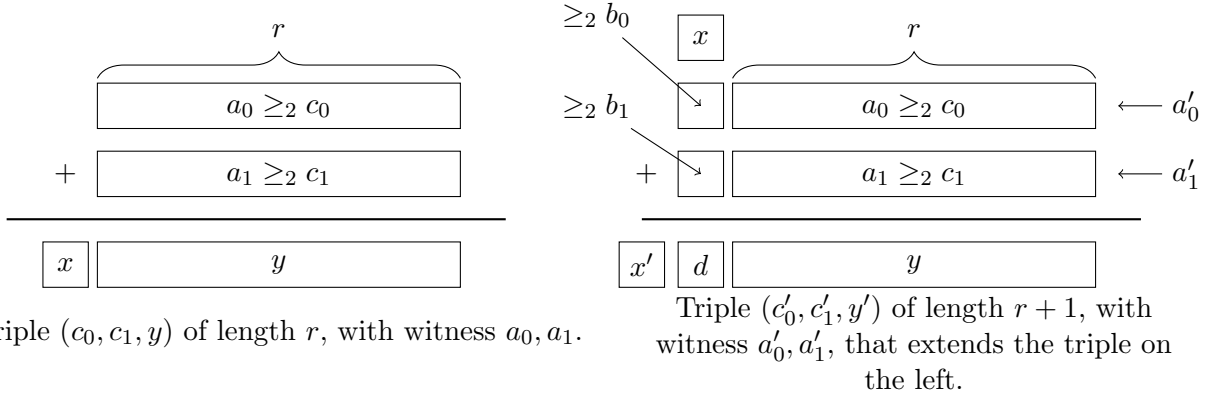 r
a₀ ≥₂ c₀
+
a₁ ≥₂ c₁
x
y
riple (c₀, c₁, y) of length r, with witness a₀, a₁.
≥₂ b₀
x
r
≥₂ b₁
a₀ ≥₂ c₀
a′₀
+
a₁ ≥₂ c₁
a′₁
x′
d
y
Triple (c′₀, c′₁, y′) of length r + 1, with
witness a′₀, a′₁, that extends the triple on
the left.